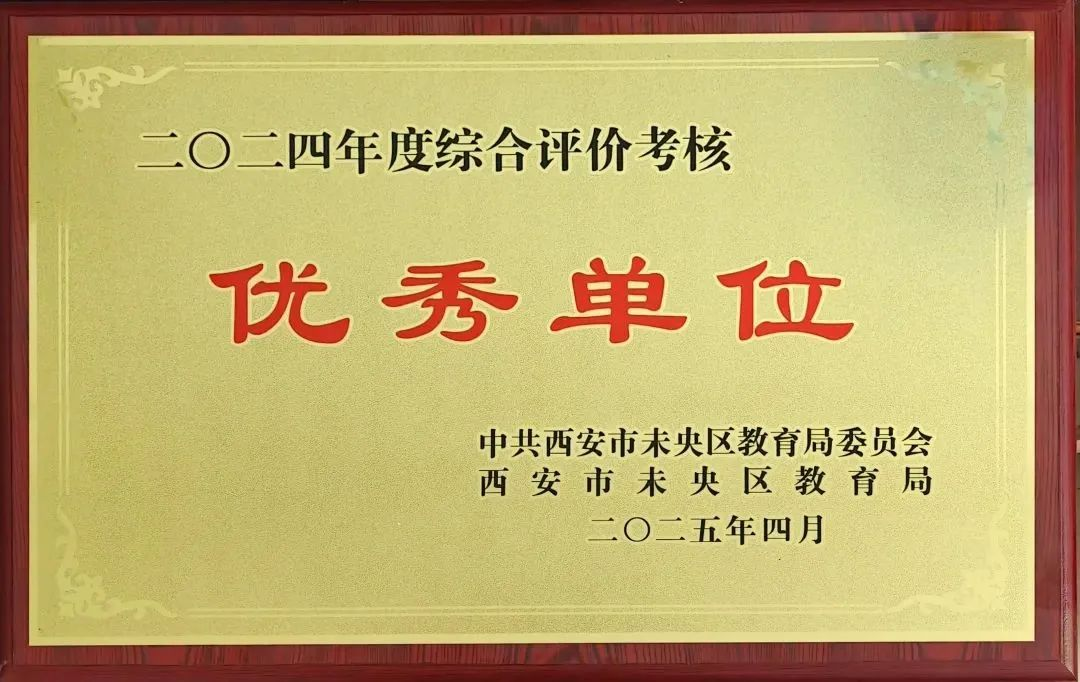 二〇二四年度综合评价考核
优秀单位
中共西安市未央区教育局委员会
西安市未央区教育局
二〇二五年四月